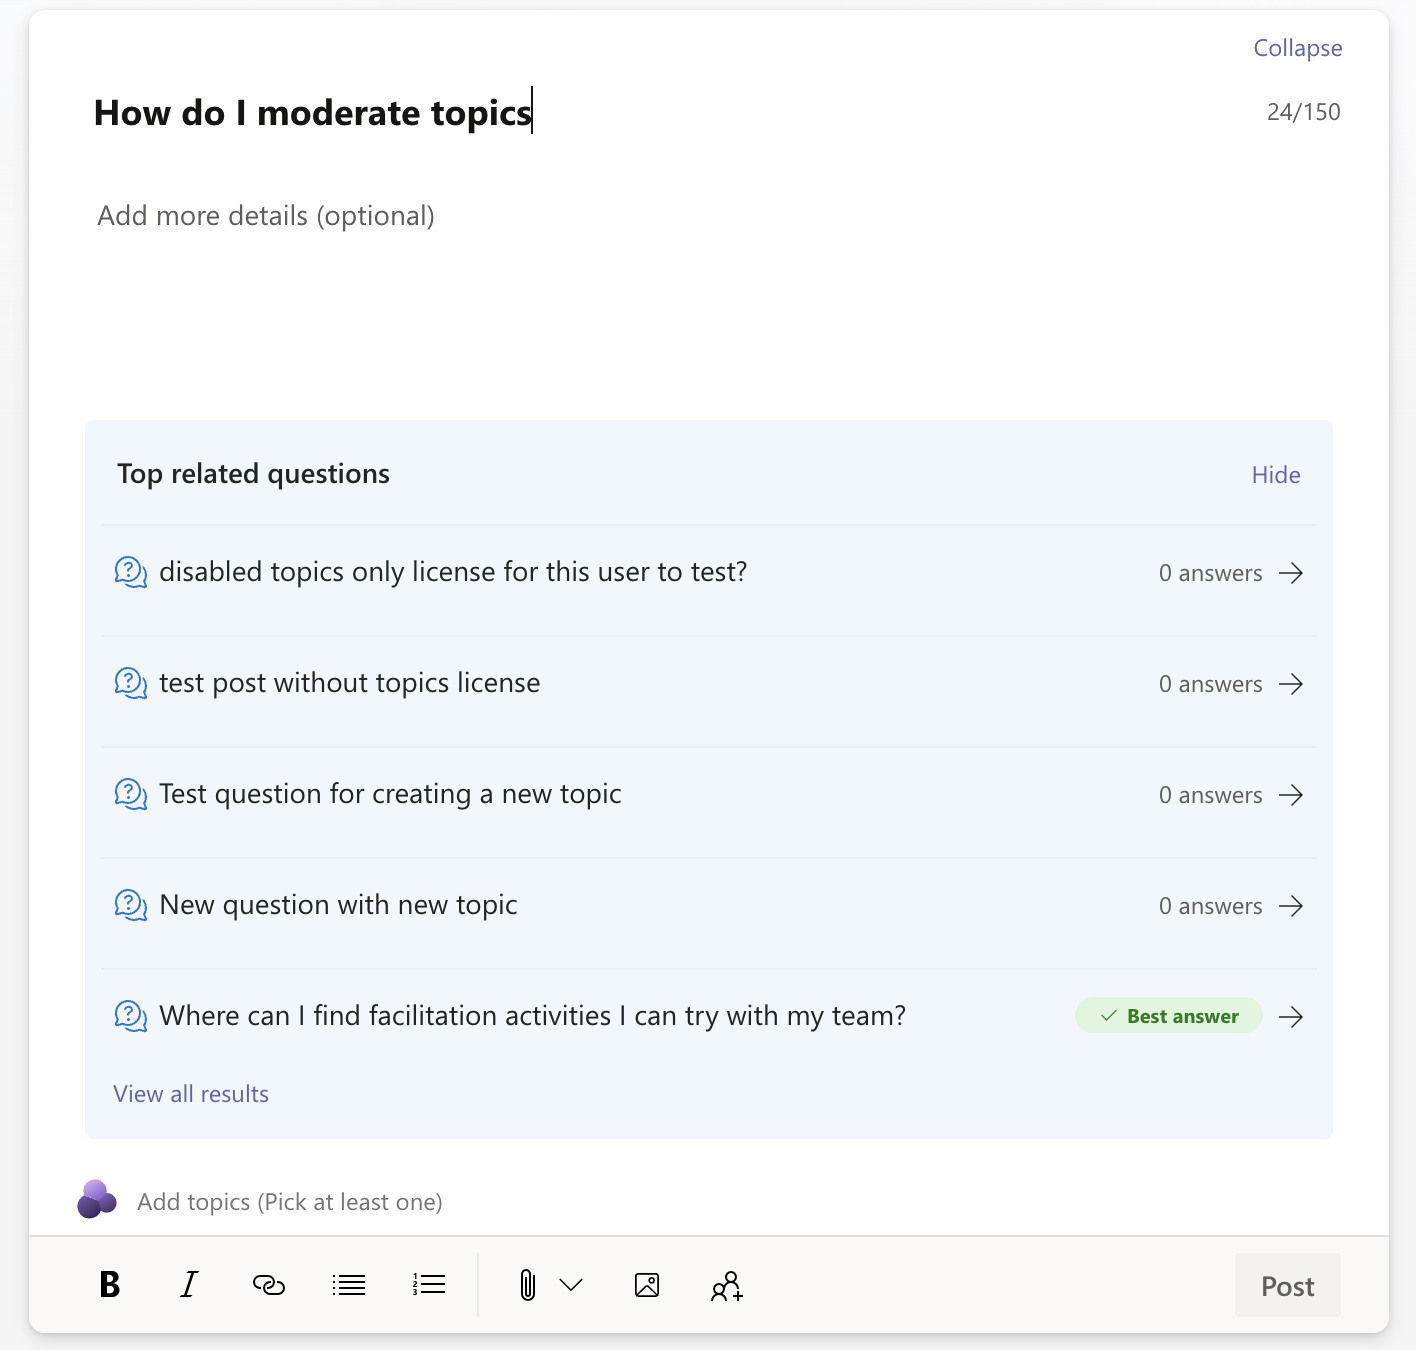 Collapse
How do I moderate topics
24/150
Add more details (optional)
Top related questions
Hide
disabled topics only license for this user to test?
0 answers
test post without topics license
0 answers
Test question for creating a new topic
0 answers
New question with new topic
0 answers
Where can I find facilitation activities I can try with my team?
Best answer
View all results
Add topics (Pick at least one)
B
I
1
2
3
Post